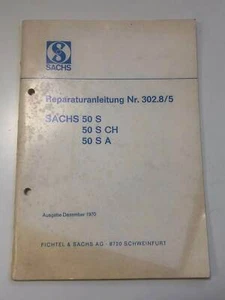 SACHS
Reparaturanleitung Nr. 302.8/5
SACHS 50 S
50 S CH
50 S A
Ausgabe Dezember 1970
FICHTEL & SACHS AG · 8720 SCHWEINFURT